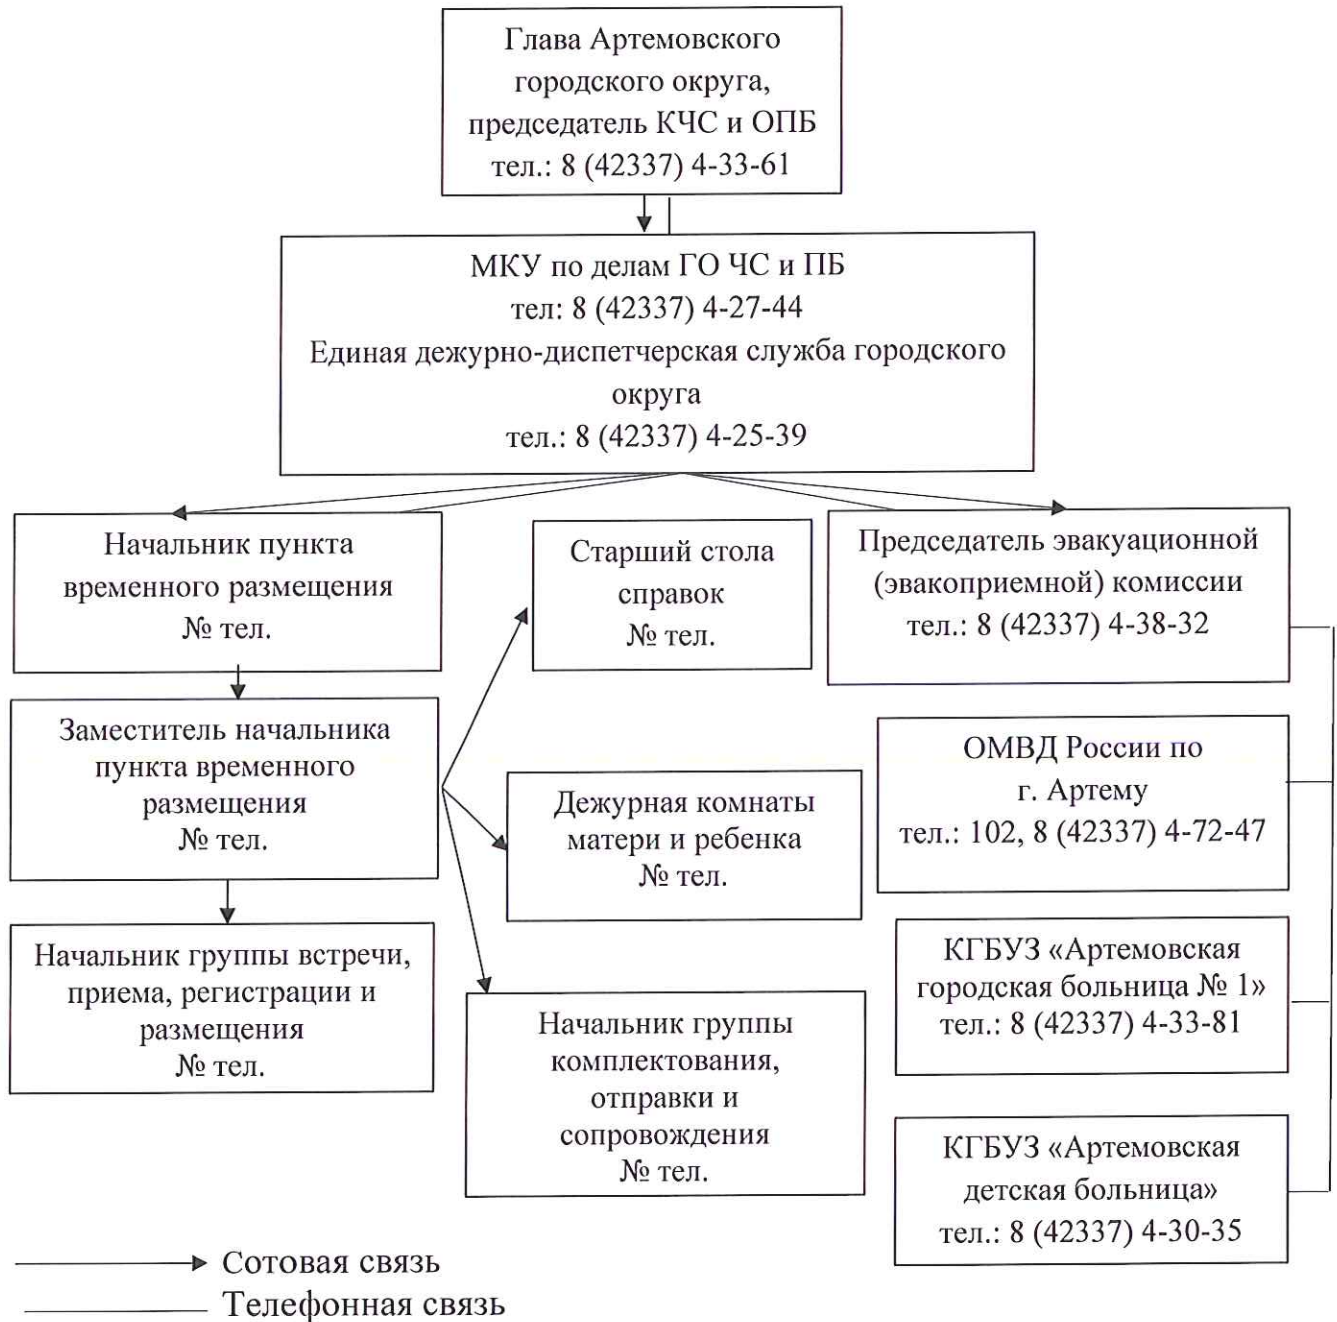 Глава Артемовского
городского округа,
председатель КЧС и ОПБ
тел.: 8 (42337) 4-33-61
МКУ по делам ГО ЧС и ПБ
тел: 8 (42337) 4-27-44
Единая дежурно-диспетчерская служба городского
округа
тел.: 8 (42337) 4-25-39
Начальник пункта
временного размещения
№ тел.
Старший стола
справок
№ тел.
Председатель эвакуационной
(эвакоприемной) комиссии
тел.: 8 (42337) 4-38-32
Заместитель начальника
пункта временного
размещения
№ тел.
Дежурная комнаты
матери и ребенка
№ тел.
ОМВД России по
г. Артему
тел.: 102, 8 (42337) 4-72-47
Начальник группы встречи,
приема, регистрации и
размещения
№ тел.
Начальник группы
комплектования,
отправки и
сопровождения
№ тел.
КГБУЗ «Артемовская
городская больница № 1»
тел.: 8 (42337) 4-33-81
КГБУЗ «Артемовская
детская больница»
тел.: 8 (42337) 4-30-35
Сотовая связь
Телефонная связь